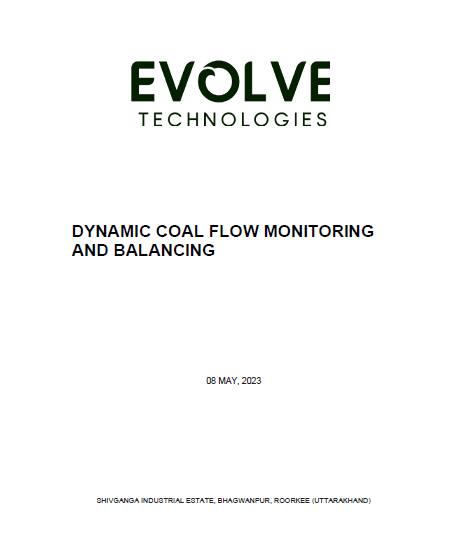 EVOLVE
TECHNOLOGIES
DYNAMIC COAL FLOW MONITORING
AND BALANCING
08 MAY, 2023
SHIVGANGA INDUSTRIAL ESTATE, BHAGWANPUR, ROORKEE (UTTARAKHAND)